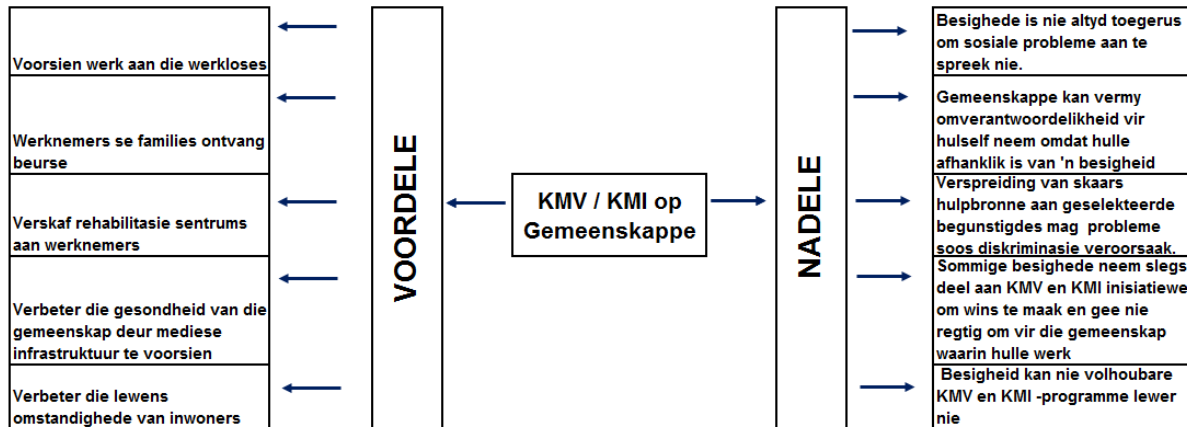 Voorsien werk aan die werkloses
Werknemers se families ontvang
beurse
Verskaf rehabilitasie sentrums
aan werknemers
Verbeter die gesondheid van die
gemeenskap deur mediese
infrastruktuur te voorsien
Verbeter die lewens
omstandighede van inwoners
VOORDELE
KMV / KMI op
Gemeenskappe
NADELE
Besighede is nie altyd toegerus
om sosiale probleme aan te
spreek nie.
Gemeenskappe kan vermy
omverantwoordelikheid vir
hulself neem omdat hulle
afhanklik is van 'n besigheid
Verspreiding van skaars
hulpbronne aan geselekteerde
begunstigdes mag probleme
soos diskriminasie veroorsaak.
Sommige besighede neem slegs
deel aan KMV en KMI inisiatiewe
om wins te maak en gee nie
regtig om vir die gemeenskap
waarin hulle werk
Besigheid kan nie volhoubare
KMV en KMI -programme lewer
nie